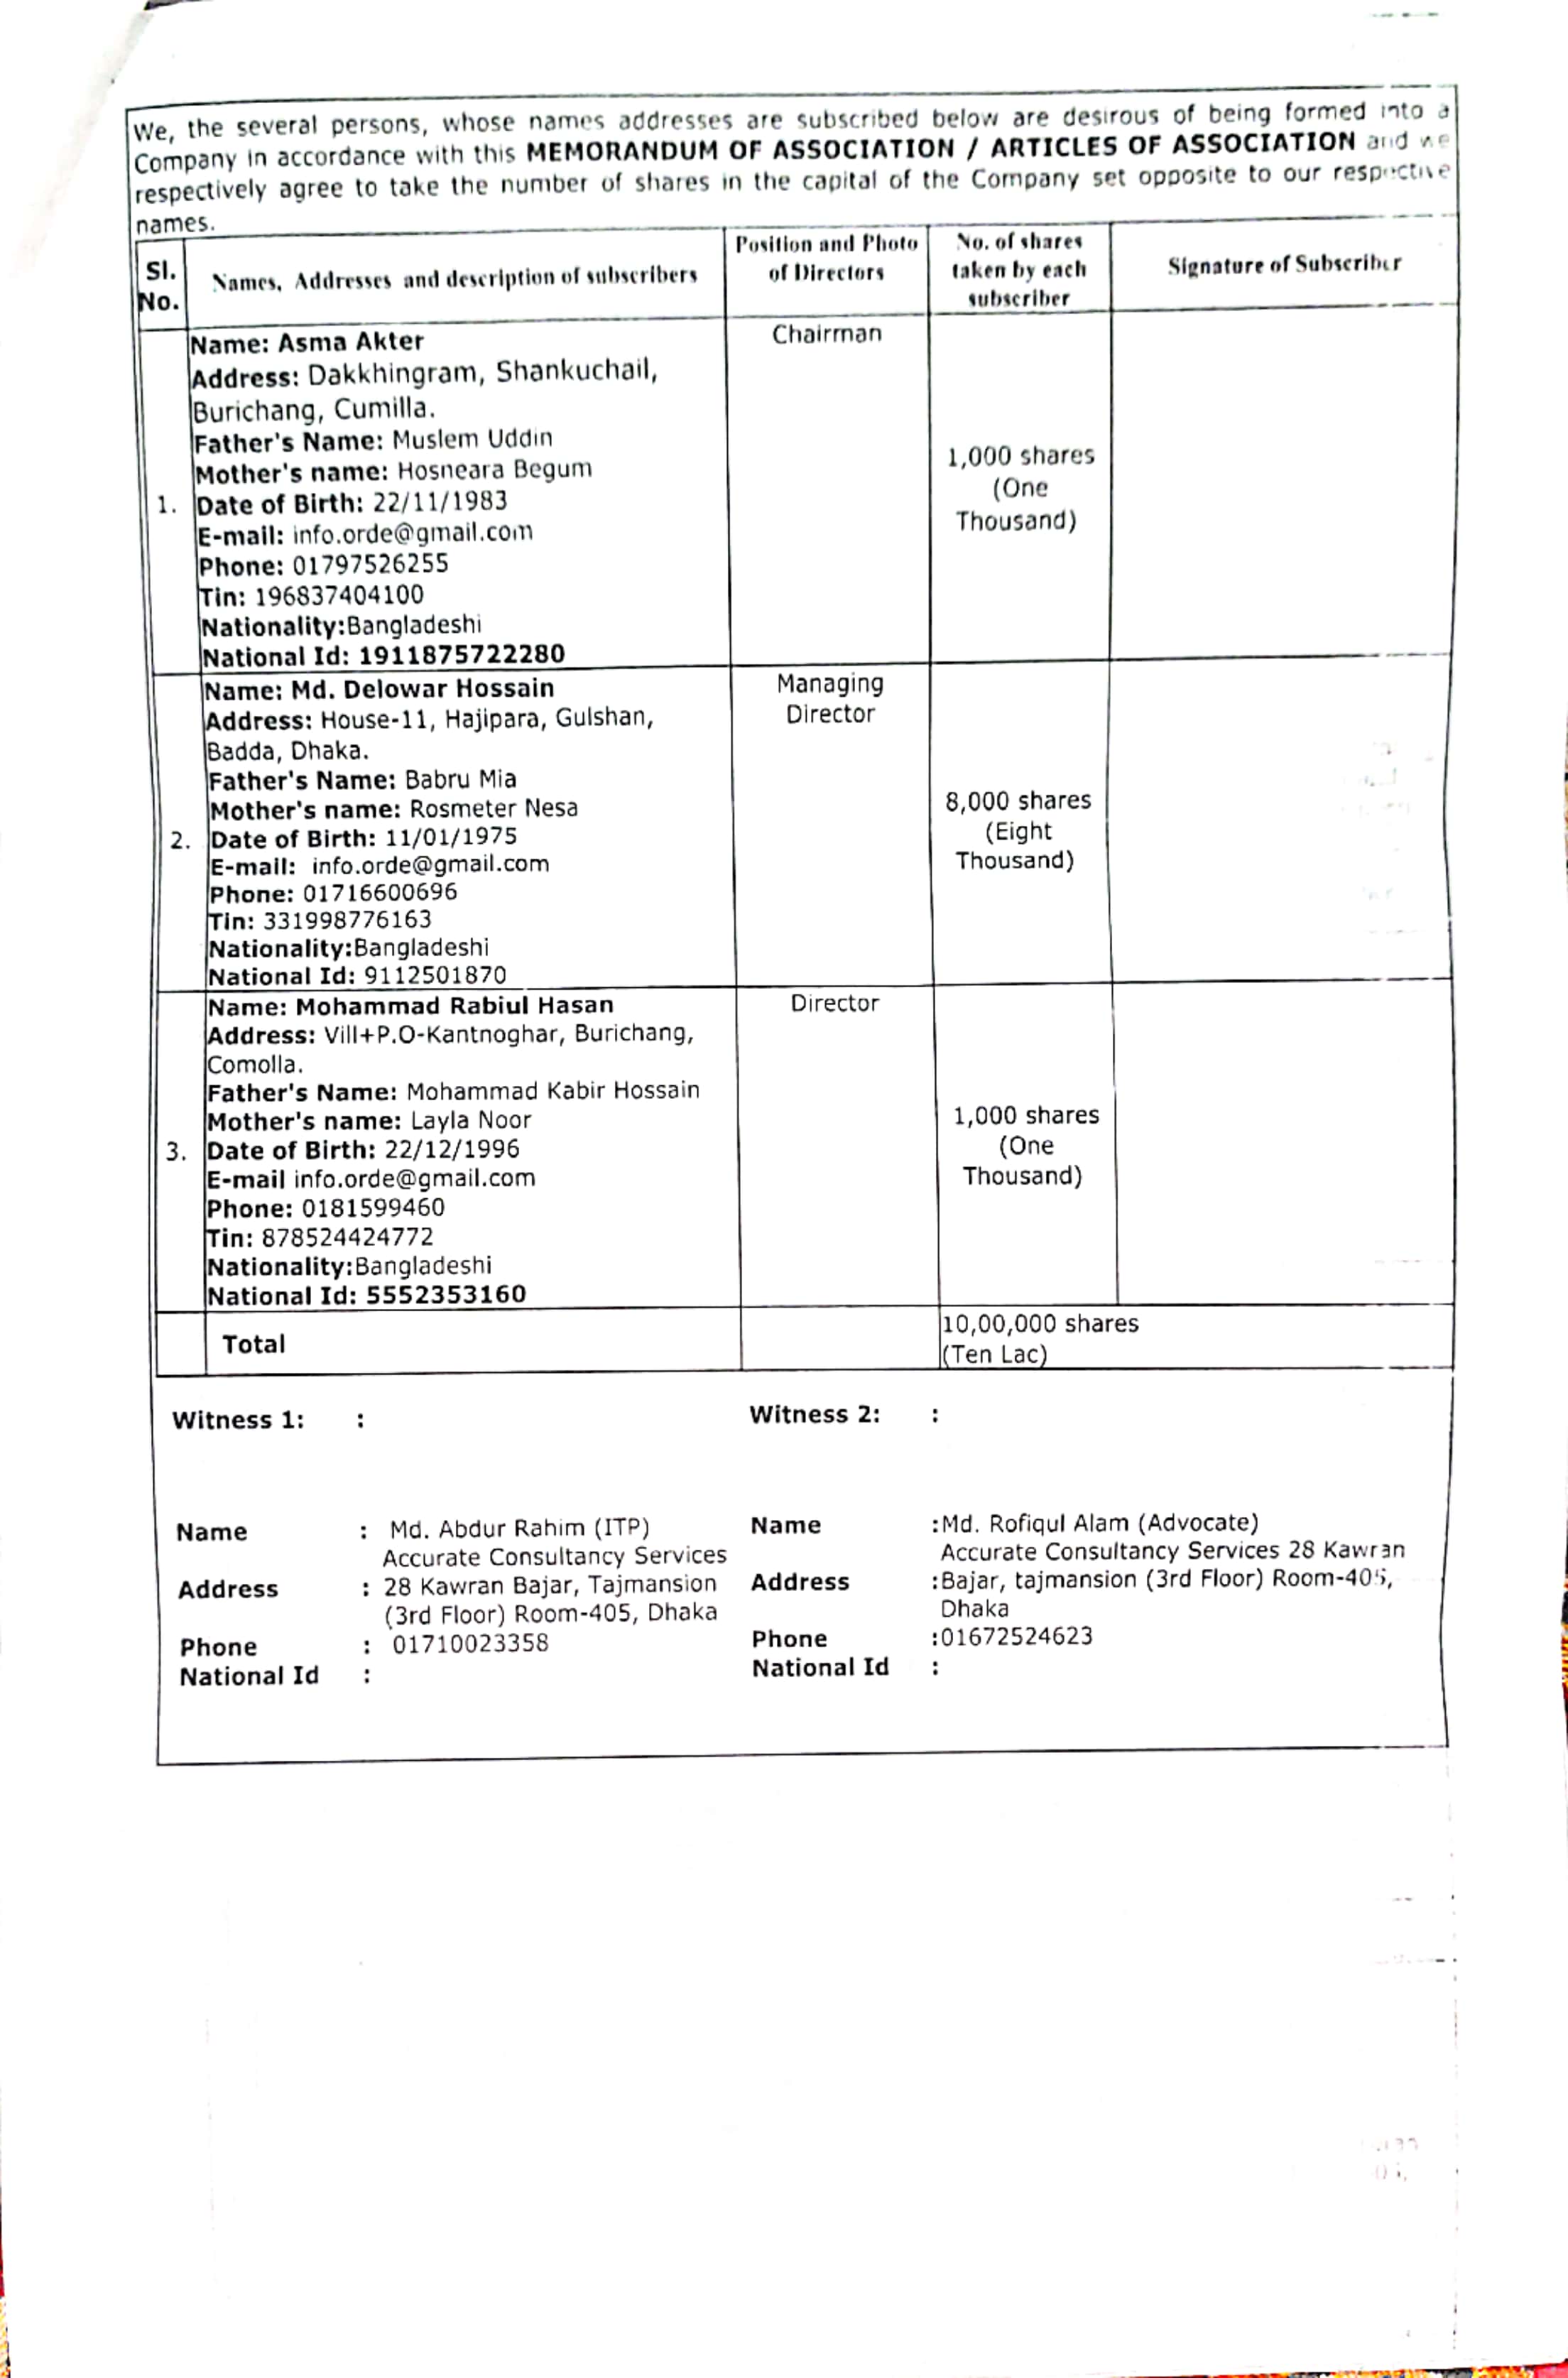 We, the several persons, whose names addresses are subscribed below are desirous of being formed into a
Company in accordance with this MEMORANDUM OF ASSOCIATION / ARTICLES OF ASSOCIATION and we
respectively agree to take the number of shares in the capital of the Company set opposite to our respective
names.
Sl. No. Names, Addresses and description of subscribers Position and Photo of Directors No. of shares taken by each subscriber Signature of Subscriber
1.
Name: Asma Akter
Address: Dakkhingram, Shankuchail,
Burichang, Cumilla.
Father's Name: Muslem Uddin
Mother's name: Hosneara Begum
Date of Birth: 22/11/1983
E-mail: info.orde@gmail.com
Phone: 01797526255
Tin: 196837404100
Nationality:Bangladeshi
National Id: 1911875722280
Chairman
1,000 shares
(One
Thousand)
2.
Name: Md. Delowar Hossain
Address: House-11, Hajipara, Gulshan,
Badda, Dhaka.
Father's Name: Babru Mia
Mother's name: Rosmeter Nesa
Date of Birth: 11/01/1975
E-mail: info.orde@gmail.com
Phone: 01716600696
Tin: 331998776163
Nationality:Bangladeshi
National Id: 9112501870
Managing
Director
8,000 shares
(Eight
Thousand)
3.
Name: Mohammad Rabiul Hasan
Address: Vill+P.O-Kantnoghar, Burichang,
Comolla.
Father's Name: Mohammad Kabir Hossain
Mother's name: Layla Noor
Date of Birth: 22/12/1996
E-mail info.orde@gmail.com
Phone: 0181599460
Tin: 878524424772
Nationality:Bangladeshi
National Id: 5552353160
Director
1,000 shares
(One
Thousand)
Total
10,00,000 shares
(Ten Lac)
Witness 1: :
Name : Md. Abdur Rahim (ITP)
Accurate Consultancy Services
Address : 28 Kawran Bajar, Tajmansion
(3rd Floor) Room-405, Dhaka
Phone : 01710023358
National Id :
Witness 2: :
Name :Md. Rofiqul Alam (Advocate)
Accurate Consultancy Services 28 Kawran
Address :Bajar, tajmansion (3rd Floor) Room-405,
Dhaka
Phone :01672524623
National Id :